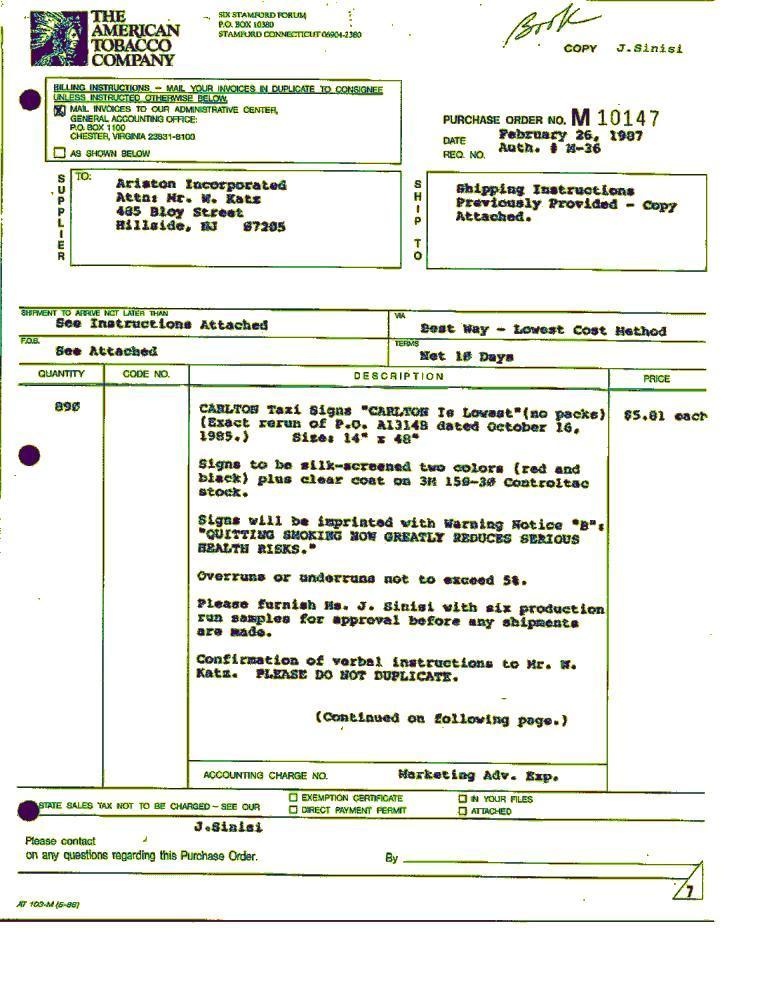 THE
AMERICAN
TOBACCO
COMPANY
SIX STAMFORD FORUM
P.O. BOX 10380
STAMFORD CONNECTICUT 06904-2380
Book
COPY J.Sinisi
BILLING INSTRUCTIONS – MAIL YOUR INVOICES IN DUPLICATE TO CONSIGNEE
UNLESS INSTRUCTED OTHERWISE BELOW.
X MAIL INVOICES TO OUR ADMINISTRATIVE CENTER,
GENERAL ACCOUNTING OFFICE:
P.O. BOX 1100
CHESTER, VIRGINIA 23831-8100
AS SHOWN BELOW
PURCHASE ORDER NO. M 10147
DATE February 26, 1987
REQ. NO. Auth. # M-36
SUPPLIER
TO:
Ariston Incorporated
Attn: Mr. W. Katz
485 Bloy Street
Hillside, NJ 07205
SHIP TO
Shipping Instructions
Previously Provided - Copy
Attached.
SHIPMENT TO ARRIVE NOT LATER THAN
See Instructions Attached
VIA
Best Way - Lowest Cost Method
F.O.B.
See Attached
TERMS
Net 10 Days
QUANTITY CODE NO. DESCRIPTION PRICE
890 CARLTON Taxi Signs "CARLTON Is Lowest"(no packs) $5.01 each
(Exact rerun of P.O. A13148 dated October 16,
1985.) Size: 14" x 48"
Signs to be silk-screened two colors (red and
black) plus clear coat on 3M 150-30 Controltac
stock.
Signs will be imprinted with Warning Notice "B":
"QUITTING SMOKING NOW GREATLY REDUCES SERIOUS
HEALTH RISKS."
Overruns or underruns not to exceed 5%.
Please furnish Ms. J. Sinisi with six production
run samples for approval before any shipments
are made.
Confirmation of verbal instructions to Mr. W.
Katz. PLEASE DO NOT DUPLICATE.
(Continued on following page.)
ACCOUNTING CHARGE NO. Marketing Adv. Exp.
STATE SALES TAX NOT TO BE CHARGED – SEE OUR
EXEMPTION CERTIFICATE
DIRECT PAYMENT PERMIT
IN YOUR FILES
ATTACHED
J.Sinisi
Please contact
on any questions regarding this Purchase Order.
By
7
AT 103-M (5-86)